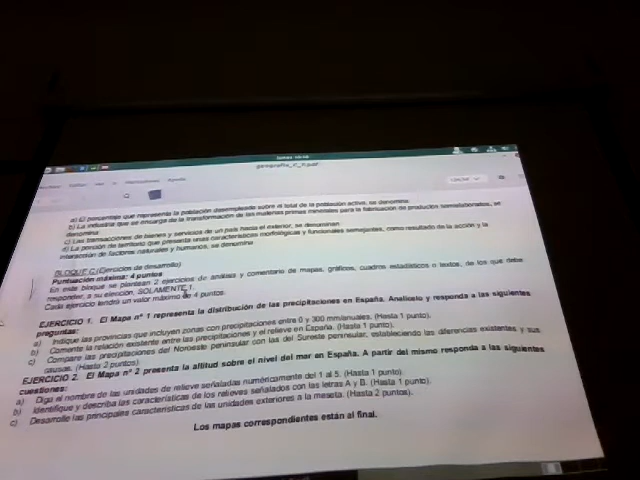 a) El porcentaje que representa la población desempleada sobre el total de la población activa, se denomina
b) La industria que se encarga de la transformación de las materias primas minerales para la fabricación de productos semielaborados, se
denomina
c) Las transacciones de bienes y servicios de un país hacia el exterior, se denominan
d) La porción de territorio que presenta unas características morfológicas y funcionales semejantes, como resultado de la acción y la
interacción de factores naturales y humanos, se denomina
BLOQUE C (Ejercicios de desarrollo)
Puntuación máxima: 4 puntos
En este bloque se plantean 2 ejercicios de análisis y comentario de mapas, gráficos, cuadros estadísticos o textos, de los que debe
responder, a su elección, SOLAMENTE 1.
Cada ejercicio tendrá un valor máximo de 4 puntos.
EJERCICIO 1. El Mapa nº 1 representa la distribución de las precipitaciones en España. Analícelo y responda a las siguientes
preguntas:
a) Indique las provincias que incluyen zonas con precipitaciones entre 0 y 300 mm/anuales. (Hasta 1 punto).
b) Comente la relación existente entre las precipitaciones y el relieve en España. (Hasta 1 punto).
c) Compare las precipitaciones del Noroeste peninsular con las del Sureste peninsular, estableciendo las diferencias existentes y sus
causas. (Hasta 2 puntos).
EJERCICIO 2. El Mapa nº 2 presenta la altitud sobre el nivel del mar en España. A partir del mismo responda a las siguientes
cuestiones:
a) Diga el nombre de las unidades de relieve señaladas numéricamente del 1 al 5. (Hasta 1 punto).
b) Identifique y describa las características de los relieves señalados con las letras A y B. (Hasta 1 punto).
c) Desarrolle las principales características de las unidades exteriores a la meseta. (Hasta 2 puntos).
Los mapas correspondientes están al final.